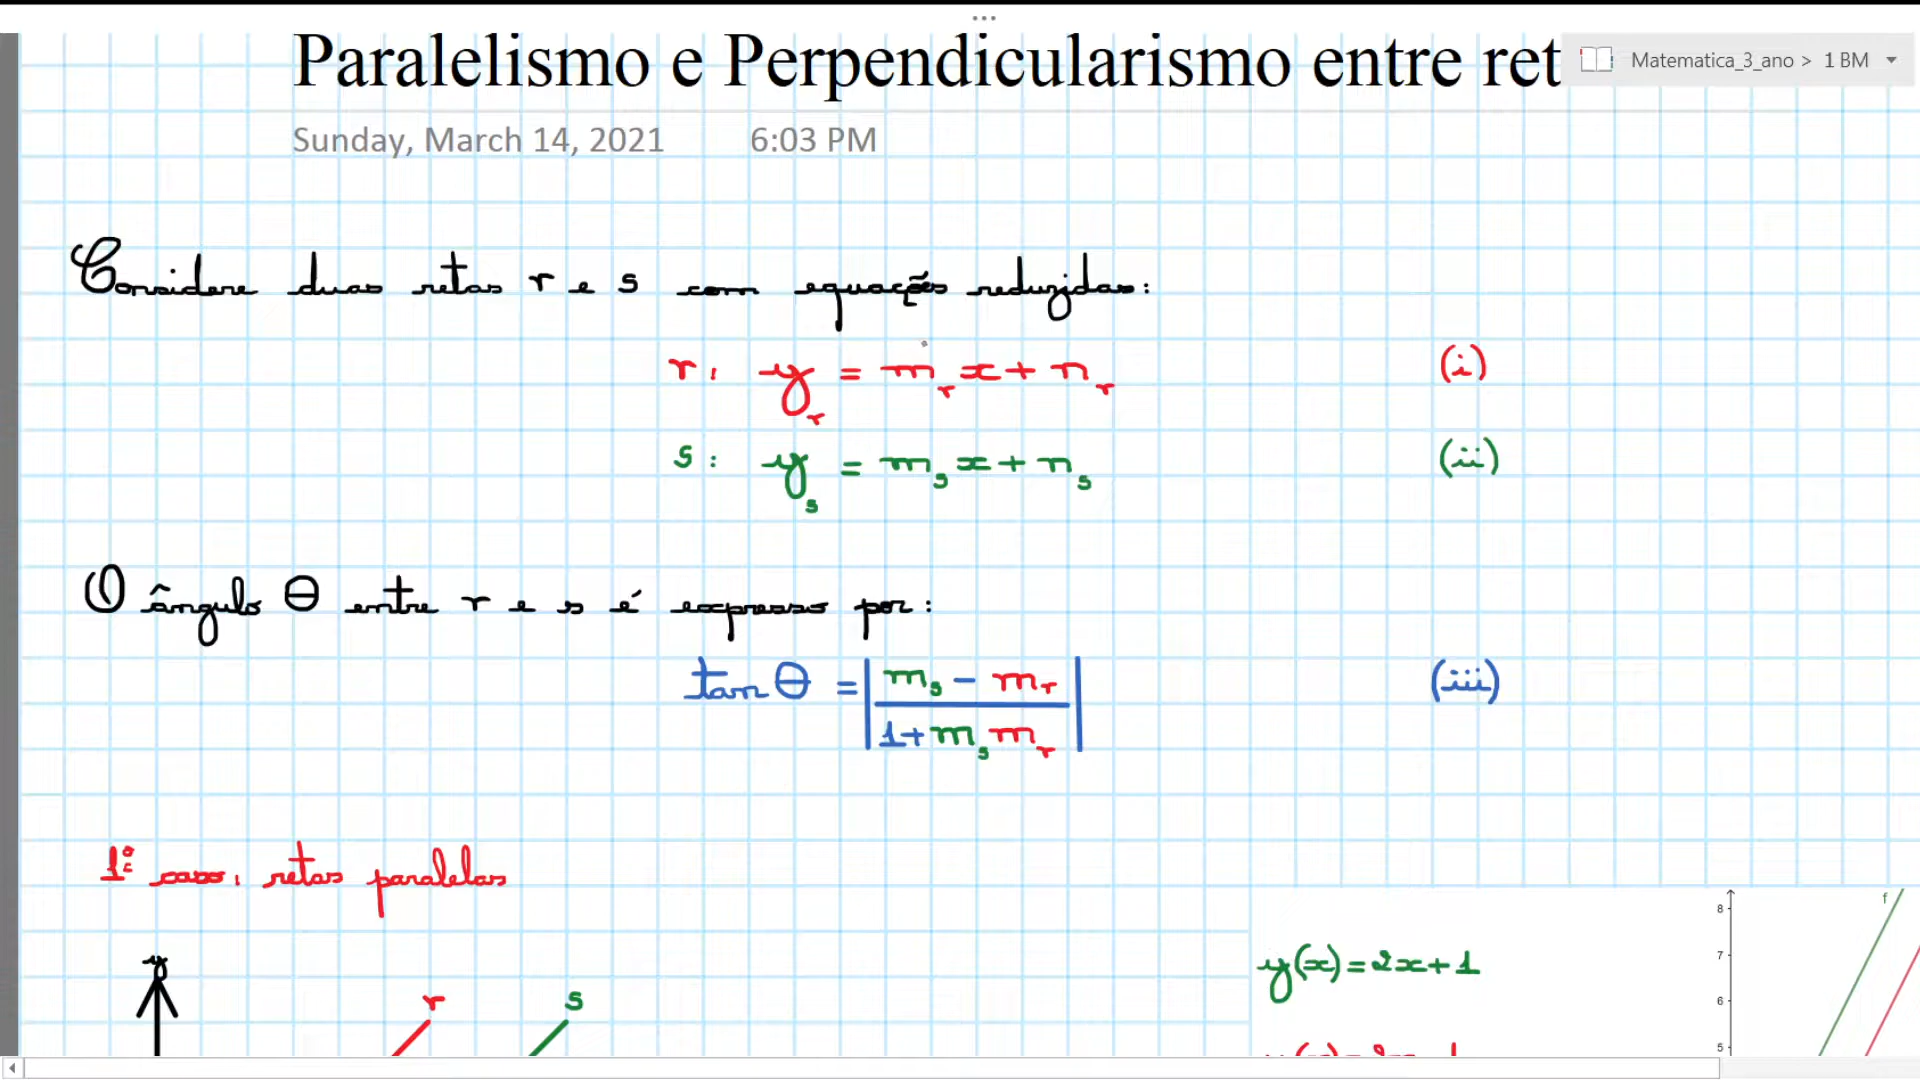 Paralelismo e Perpendicularismo entre ret
Matematica_3_ano > 1 BM
Sunday, March 14, 2021 6:03 PM
Considere duas retas r e s com equações reduzidas:
r: y_r = m_r x + n_r (i)
s: y_s = m_s x + n_s (ii)
O ângulo θ entre r e s é expresso por:
tan θ = | (m_s - m_r) / (1 + m_s m_r) | (iii)
1º caso: retas paralelas
y
r
s
y(x) = 2x + 1
8
7
6
5
f